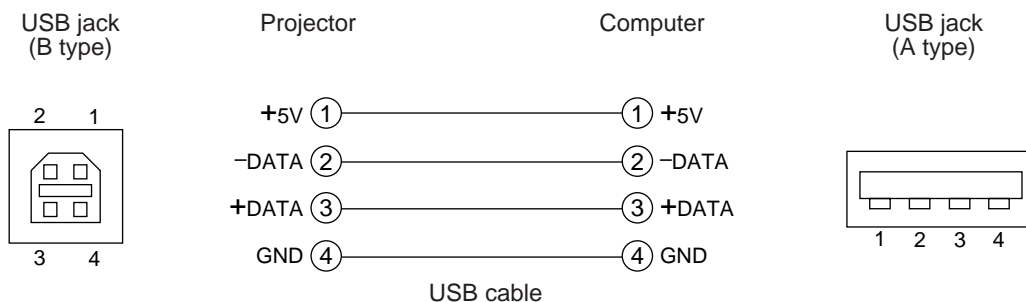 USB jack
(B type)
Projector
Computer
USB jack
(A type)
2 1
3 4
+5V 1 1 +5V
−DATA 2 2 −DATA
+DATA 3 3 +DATA
GND 4 4 GND
USB cable
1 2 3 4